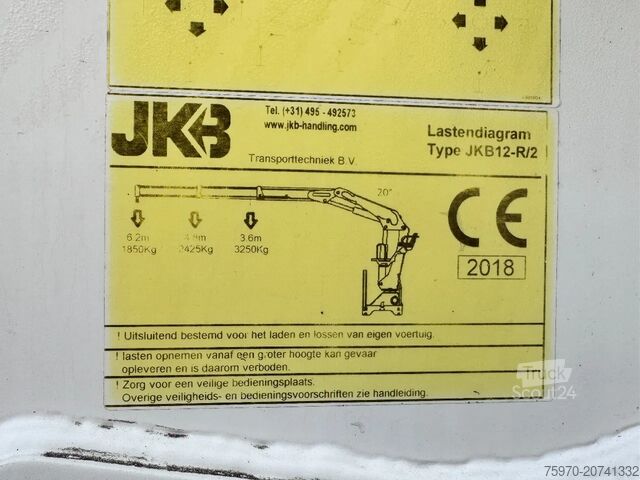 JKB
Tel. (+31) 495 - 492573
www.jkb-handling.com
Transporttechniek B.V.
Lastendiagram
Type JKB12-R/2
20°
6.2m
3.6m
1850Kg
2425Kg
3250Kg
CE
2018
! Uitsluitend bestemd voor het laden en lossen van eigen voertuig.
! lasten opnemen vanaf een groter hoogte kan gevaar
opleveren en is daarom verboden.
! Zorg voor een veilige bedieningsplaats.
Overige veiligheids- en bedieningsvoorschriften zie handleiding.
Truck
Scout24
75970-20741332